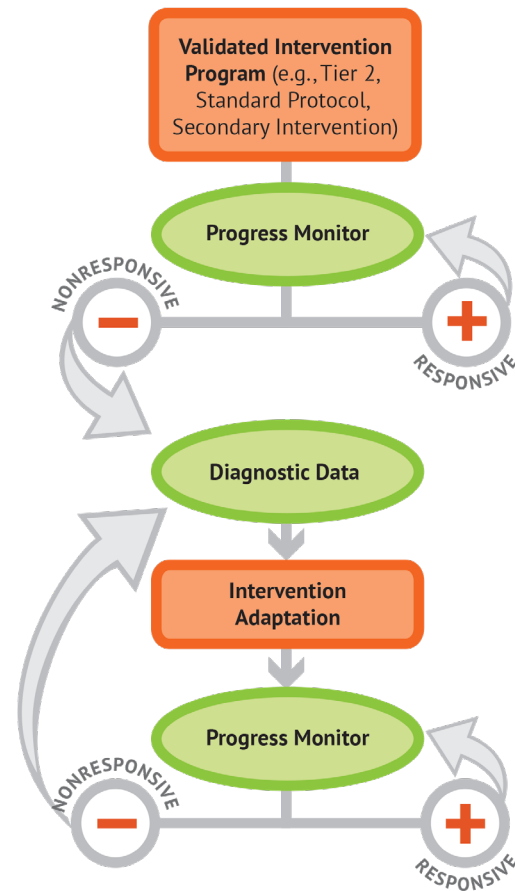 Validated Intervention
Program (e.g., Tier 2,
Standard Protocol,
Secondary Intervention)
Progress Monitor
NONRESPONSIVE
RESPONSIVE
Diagnostic Data
Intervention
Adaptation
Progress Monitor
NONRESPONSIVE
RESPONSIVE